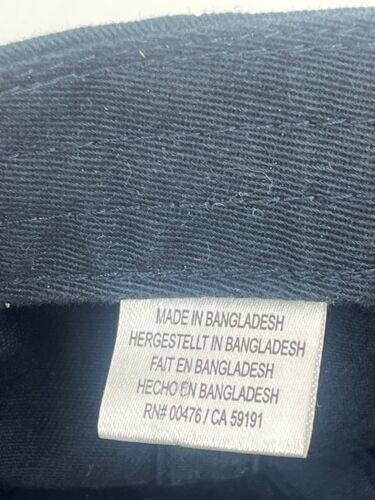 MADE IN BANGLADESH
HERGESTELLT IN BANGLADESH
FAIT EN BANGLADESH
HECHO EN BANGLADESH
RN# 00476 / CA 59191